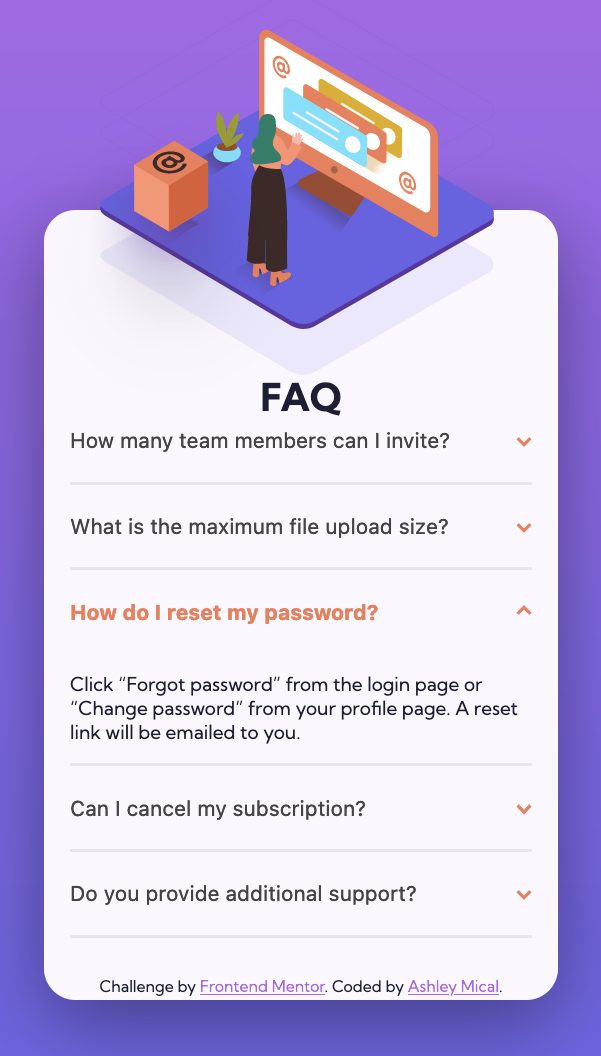 @
@
@
FAQ
How many team members can I invite?
What is the maximum file upload size?
How do I reset my password?
Click “Forgot password” from the login page or
“Change password” from your profile page. A reset
link will be emailed to you.
Can I cancel my subscription?
Do you provide additional support?
Challenge by Frontend Mentor. Coded by Ashley Mical.